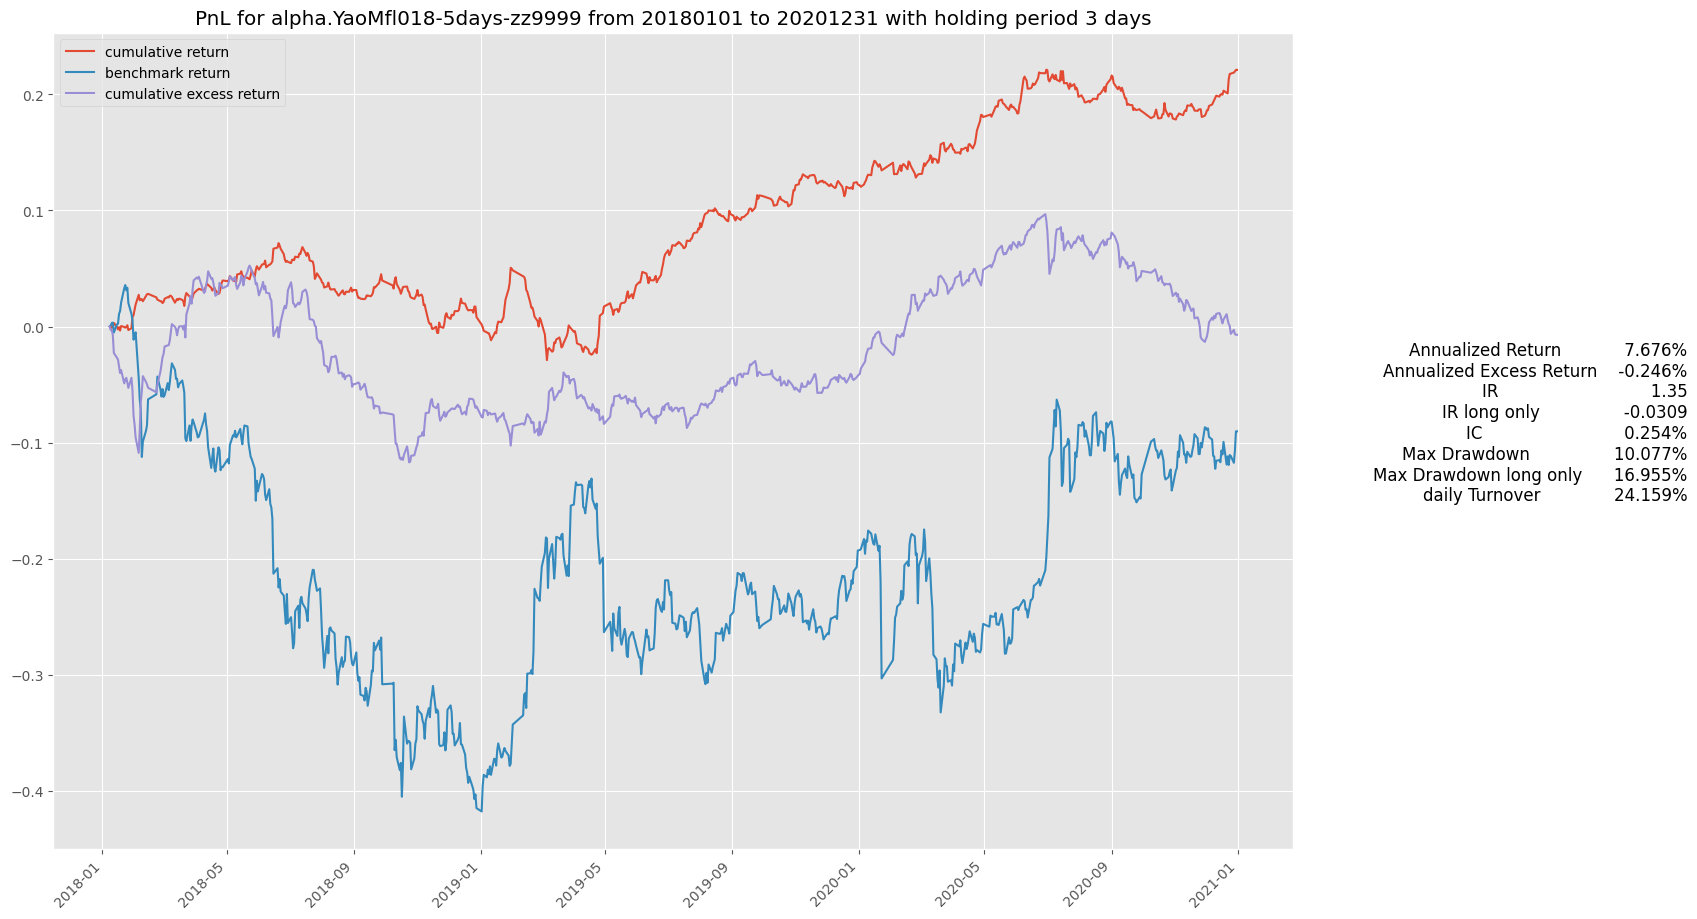 PnL for alpha.YaoMfl018-5days-zz9999 from 20180101 to 20201231 with holding period 3 days
cumulative return
benchmark return
cumulative excess return
0.2
0.1
0.0
−0.1
−0.2
−0.3
−0.4
2018-01
2018-05
2018-09
2019-01
2019-05
2019-09
2020-01
2020-05
2020-09
2021-01
Annualized Return 7.676%
Annualized Excess Return -0.246%
IR 1.35
IR long only -0.0309
IC 0.254%
Max Drawdown 10.077%
Max Drawdown long only 16.955%
daily Turnover 24.159%